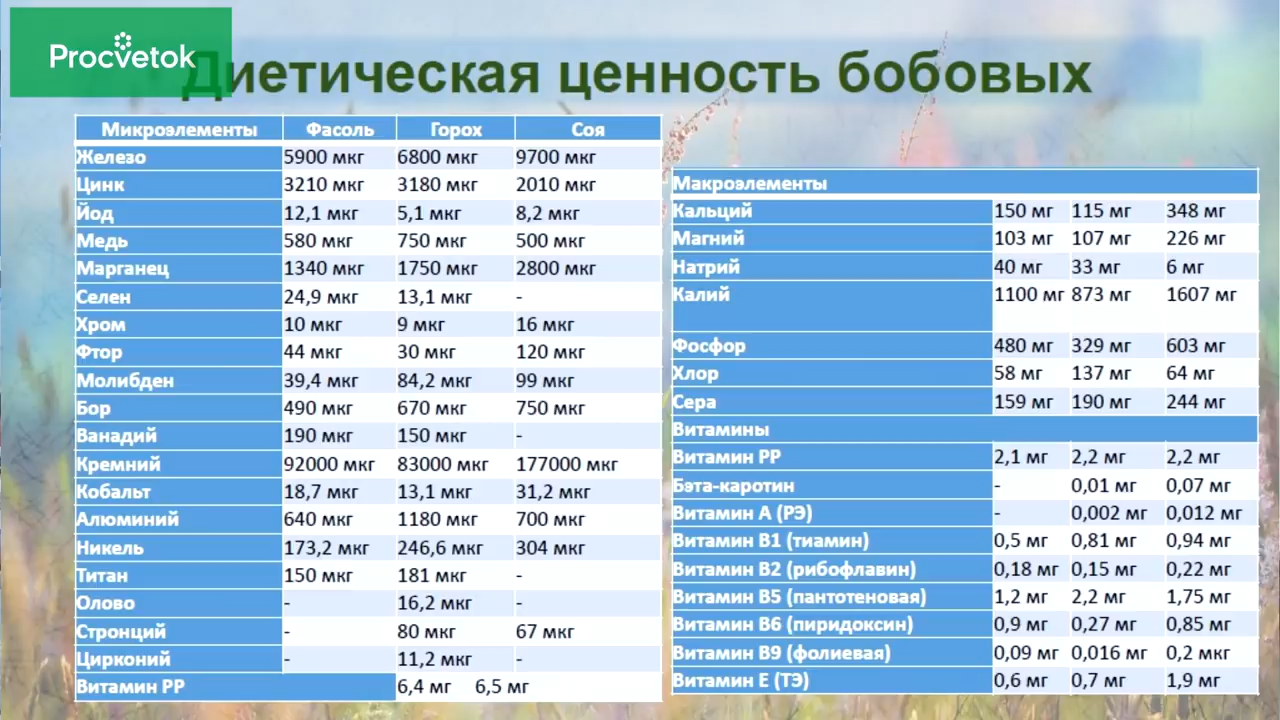 Procvetok
Диетическая ценность бобовых
Микроэлементы Фасоль Горох Соя
Железо 5900 мкг 6800 мкг 9700 мкг
Цинк 3210 мкг 3180 мкг 2010 мкг
Йод 12,1 мкг 5,1 мкг 8,2 мкг
Медь 580 мкг 750 мкг 500 мкг
Марганец 1340 мкг 1750 мкг 2800 мкг
Селен 24,9 мкг 13,1 мкг -
Хром 10 мкг 9 мкг 16 мкг
Фтор 44 мкг 30 мкг 120 мкг
Молибден 39,4 мкг 84,2 мкг 99 мкг
Бор 490 мкг 670 мкг 750 мкг
Ванадий 190 мкг 150 мкг -
Кремний 92000 мкг 83000 мкг 177000 мкг
Кобальт 18,7 мкг 13,1 мкг 31,2 мкг
Алюминий 640 мкг 1180 мкг 700 мкг
Никель 173,2 мкг 246,6 мкг 304 мкг
Титан 150 мкг 181 мкг -
Олово - 16,2 мкг -
Стронций - 80 мкг 67 мкг
Цирконий - 11,2 мкг -
Витамин РР 6,4 мг 6,5 мг
Макроэлементы
Кальций 150 мг 115 мг 348 мг
Магний 103 мг 107 мг 226 мг
Натрий 40 мг 33 мг 6 мг
Калий 1100 мг 873 мг 1607 мг
Фосфор 480 мг 329 мг 603 мг
Хлор 58 мг 137 мг 64 мг
Сера 159 мг 190 мг 244 мг
Витамины
Витамин РР 2,1 мг 2,2 мг 2,2 мг
Бэта-каротин - 0,01 мг 0,07 мг
Витамин А (РЭ) - 0,002 мг 0,012 мг
Витамин В1 (тиамин) 0,5 мг 0,81 мг 0,94 мг
Витамин В2 (рибофлавин) 0,18 мг 0,15 мг 0,22 мг
Витамин В5 (пантотеновая) 1,2 мг 2,2 мг 1,75 мг
Витамин В6 (пиридоксин) 0,9 мг 0,27 мг 0,85 мг
Витамин В9 (фолиевая) 0,09 мг 0,016 мг 0,2 мкг
Витамин Е (ТЭ) 0,6 мг 0,7 мг 1,9 мг